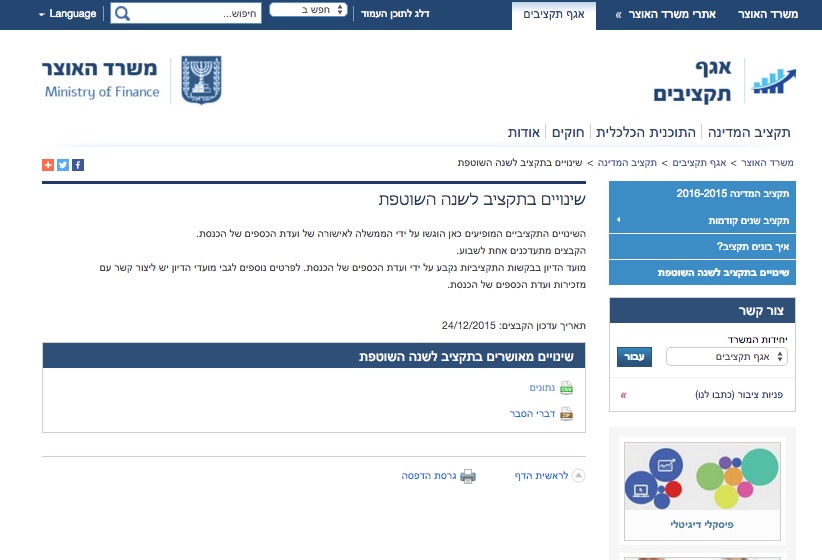 משרד האוצר
אתרי משרד האוצר »
אגף תקציבים
דלג לתוכן העמוד
חפש ב
חיפוש...
Language
אגף
תקציבים
משרד האוצר
Ministry of Finance
תקציב המדינה | התוכנית הכלכלית | חוקים | אודות
משרד האוצר > אגף תקציבים > תקציב המדינה > שינויים בתקציב לשנה השוטפת
תקציב המדינה 2016-2015
תקציב שנים קודמות
איך בונים תקציב?
שינויים בתקציב לשנה השוטפת
צור קשר
יחידות המשרד
אגף תקציבים
עבור
פניות ציבור (כתבו לנו)
»
פיסקלי דיגיטלי
שינויים בתקציב לשנה השוטפת
השינויים התקציביים המופיעים כאן הוגשו על ידי הממשלה לאישורה של ועדת הכספים של הכנסת.
הקבצים מתעדכנים אחת לשבוע.
מועד הדיון בבקשות התקציביות נקבע על ידי ועדת הכספים של הכנסת. לפרטים נוספים לגבי מועדי הדיון יש ליצור קשר עם
מזכירות ועדת הכספים של הכנסת.
תאריך עדכון הקבצים: 24/12/2015
שינויים מאושרים בתקציב לשנה השוטפת
נתונים
דברי הסבר
לראשית הדף
גרסת הדפסה